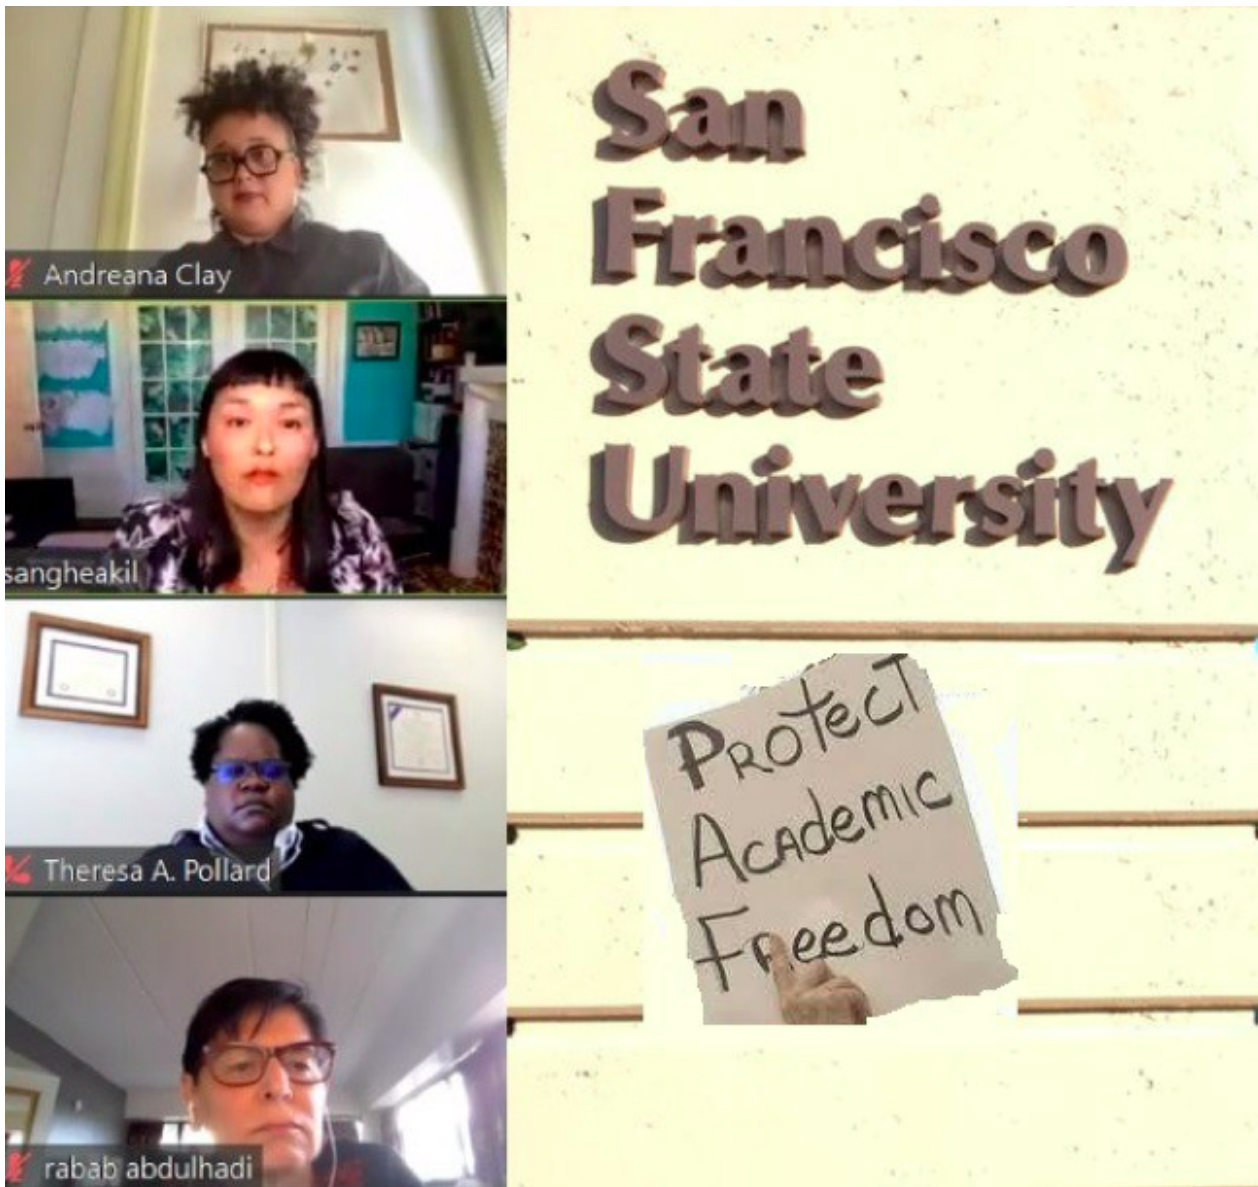 Andreana Clay
sangheakil
Theresa A. Pollard
rabab abdulhadi
San
Francisco
State
University
Protect
Academic
Freedom